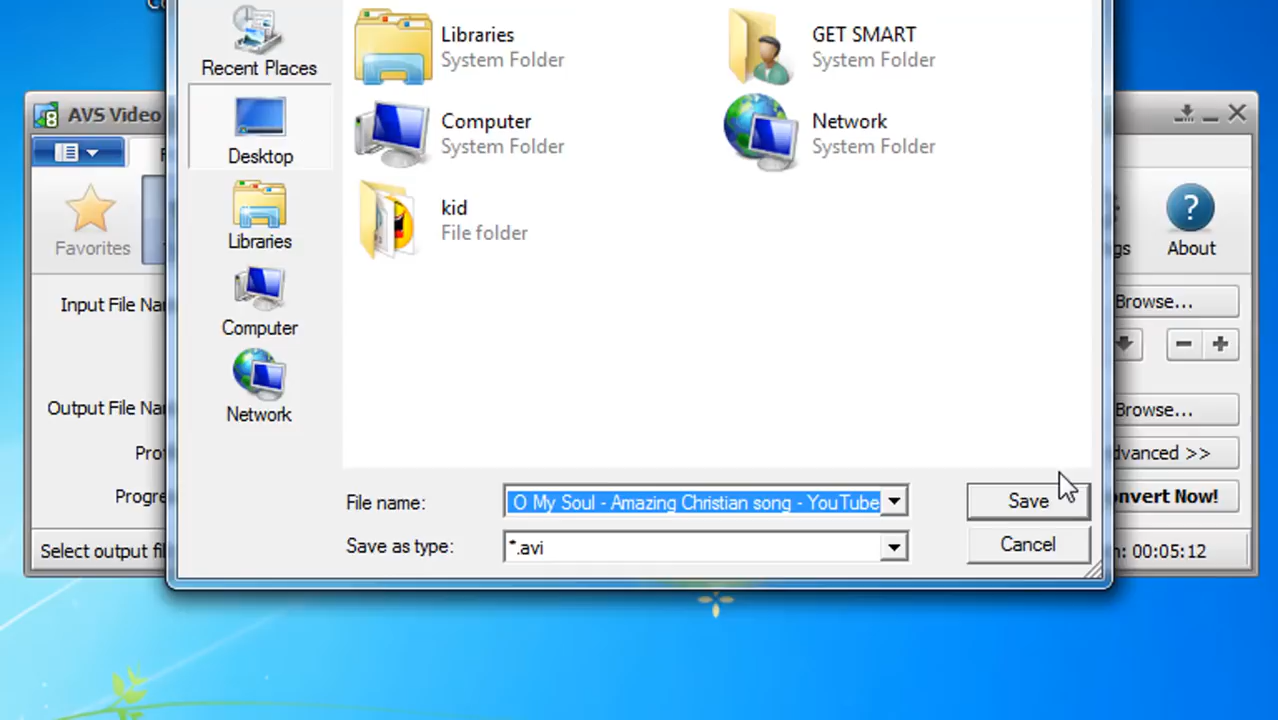 Libraries
System Folder
GET SMART
System Folder
Recent Places
Computer
System Folder
Network
System Folder
AVS Video
Desktop
kid
File folder
Favorites
Libraries
About
Input File Na
Browse...
Computer
Output File Na
Network
Browse...
Pro
dvanced >>
Progre
File name:
O My Soul - Amazing Christian song - YouTube
Save
onvert Now!
Select output fil
Save as type:
*.avi
Cancel
n: 00:05:12